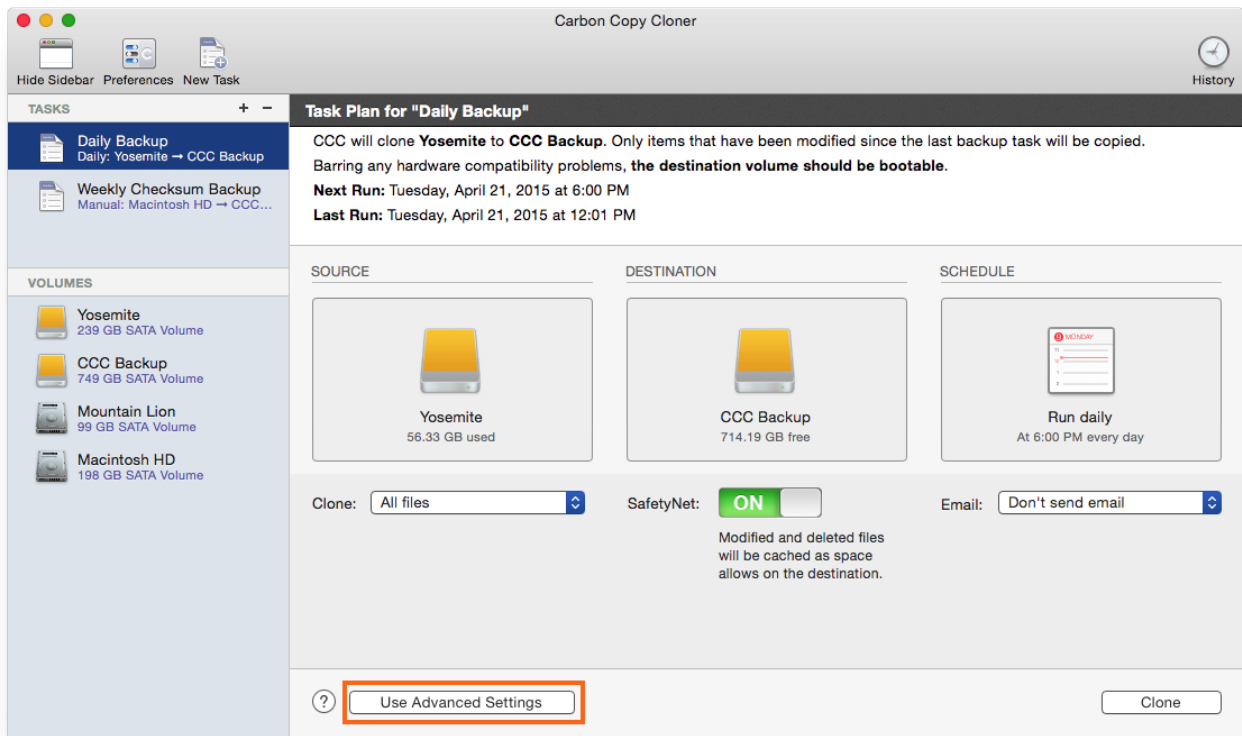 Carbon Copy Cloner
Hide Sidebar Preferences New Task
History
TASKS + −
Daily Backup
Daily: Yosemite → CCC Backup
Weekly Checksum Backup
Manual: Macintosh HD → CCC...
VOLUMES
Yosemite
239 GB SATA Volume
CCC Backup
749 GB SATA Volume
Mountain Lion
99 GB SATA Volume
Macintosh HD
198 GB SATA Volume
Task Plan for "Daily Backup"
CCC will clone Yosemite to CCC Backup. Only items that have been modified since the last backup task will be copied.
Barring any hardware compatibility problems, the destination volume should be bootable.
Next Run: Tuesday, April 21, 2015 at 6:00 PM
Last Run: Tuesday, April 21, 2015 at 12:01 PM
SOURCE
Yosemite
56.33 GB used
Clone: All files
DESTINATION
CCC Backup
714.19 GB free
SafetyNet: ON
Modified and deleted files
will be cached as space
allows on the destination.
SCHEDULE
9 MONDAY
Run daily
At 6:00 PM every day
Email: Don't send email
? Use Advanced Settings
Clone